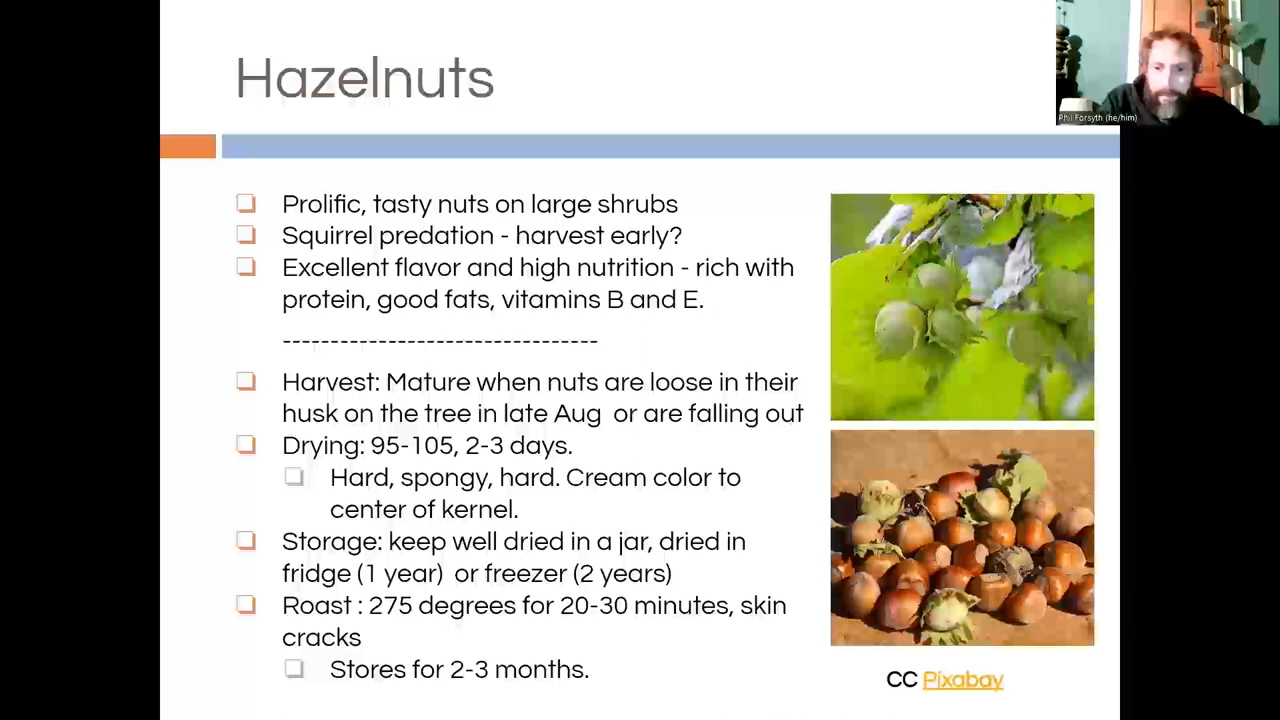 Hazelnuts
Phil Forsyth (he/him)
Prolific, tasty nuts on large shrubs
Squirrel predation - harvest early?
Excellent flavor and high nutrition - rich with
protein, good fats, vitamins B and E.
---------------------------------
Harvest: Mature when nuts are loose in their
husk on the tree in late Aug or are falling out
Drying: 95-105, 2-3 days.
Hard, spongy, hard. Cream color to
center of kernel.
Storage: keep well dried in a jar, dried in
fridge (1 year) or freezer (2 years)
Roast : 275 degrees for 20-30 minutes, skin
cracks
Stores for 2-3 months.
CC Pixabay